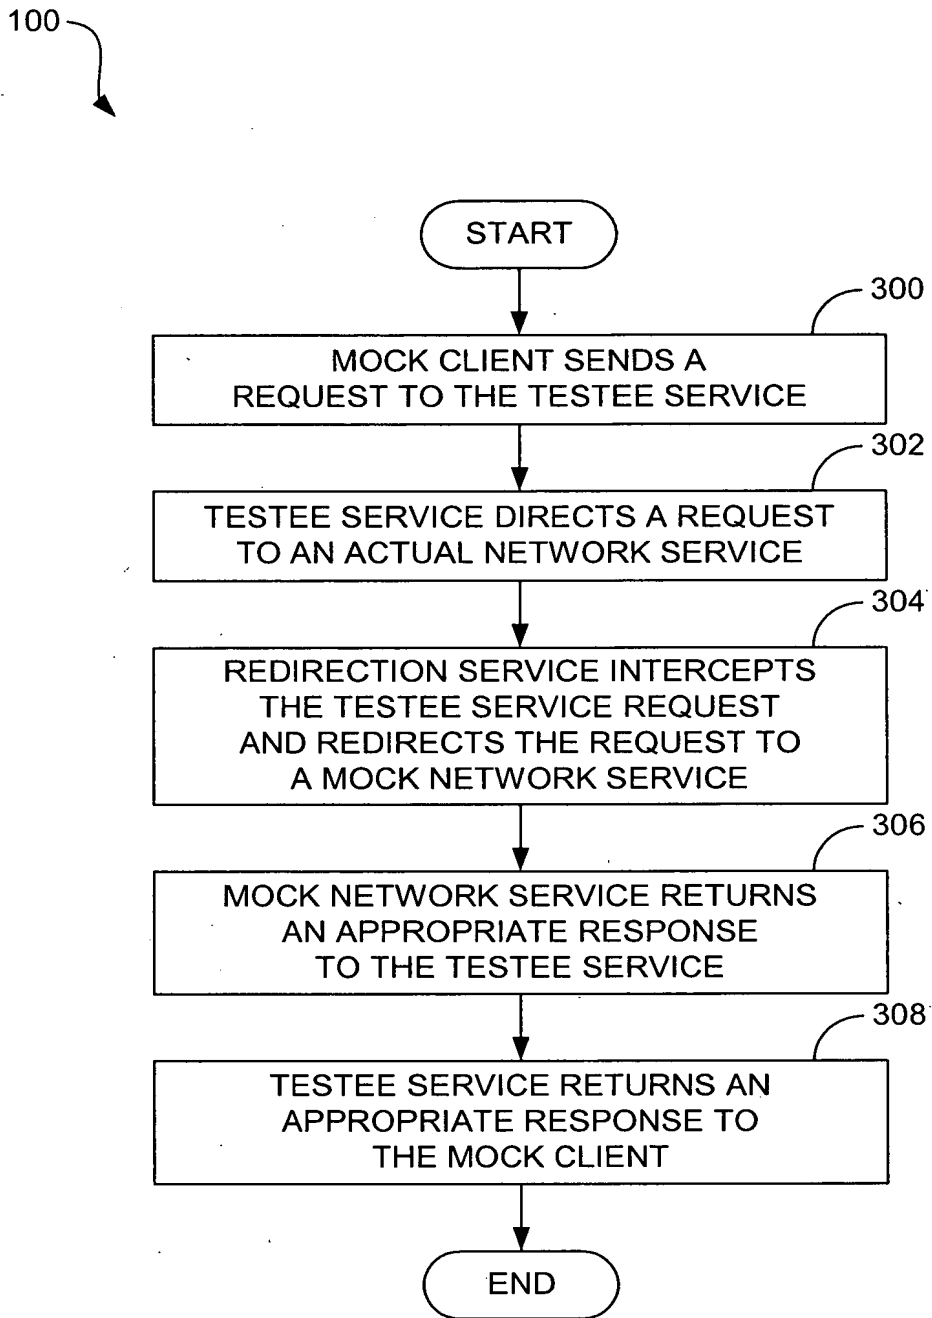 100
START
300
MOCK CLIENT SENDS A
REQUEST TO THE TESTEE SERVICE
302
TESTEE SERVICE DIRECTS A REQUEST
TO AN ACTUAL NETWORK SERVICE
304
REDIRECTION SERVICE INTERCEPTS
THE TESTEE SERVICE REQUEST
AND REDIRECTS THE REQUEST TO
A MOCK NETWORK SERVICE
306
MOCK NETWORK SERVICE RETURNS
AN APPROPRIATE RESPONSE
TO THE TESTEE SERVICE
308
TESTEE SERVICE RETURNS AN
APPROPRIATE RESPONSE TO
THE MOCK CLIENT
END